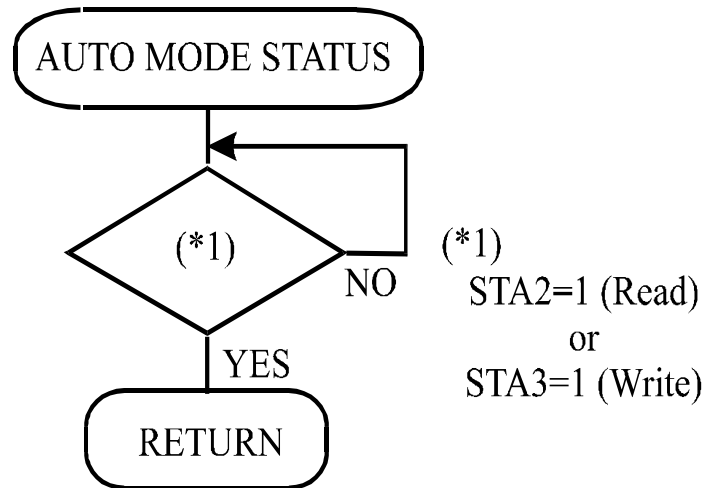 AUTO MODE STATUS
(*1)
NO
YES
RETURN
(*1)
STA2=1 (Read)
or
STA3=1 (Write)